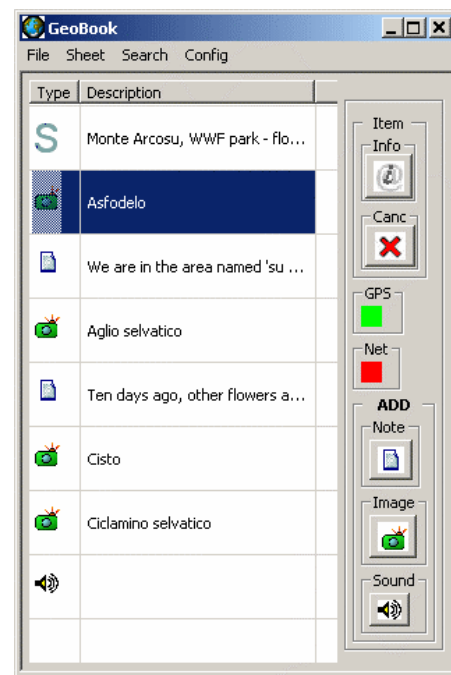 GeoBook
File Sheet Search Config
Type Description
S Monte Arcosu, WWF park - flo...
Asfodelo
We are in the area named 'su ...
Aglio selvatico
Ten days ago, other flowers a...
Cisto
Ciclamino selvatico
Item
Info
Canc
GPS
Net
ADD
Note
Image
Sound